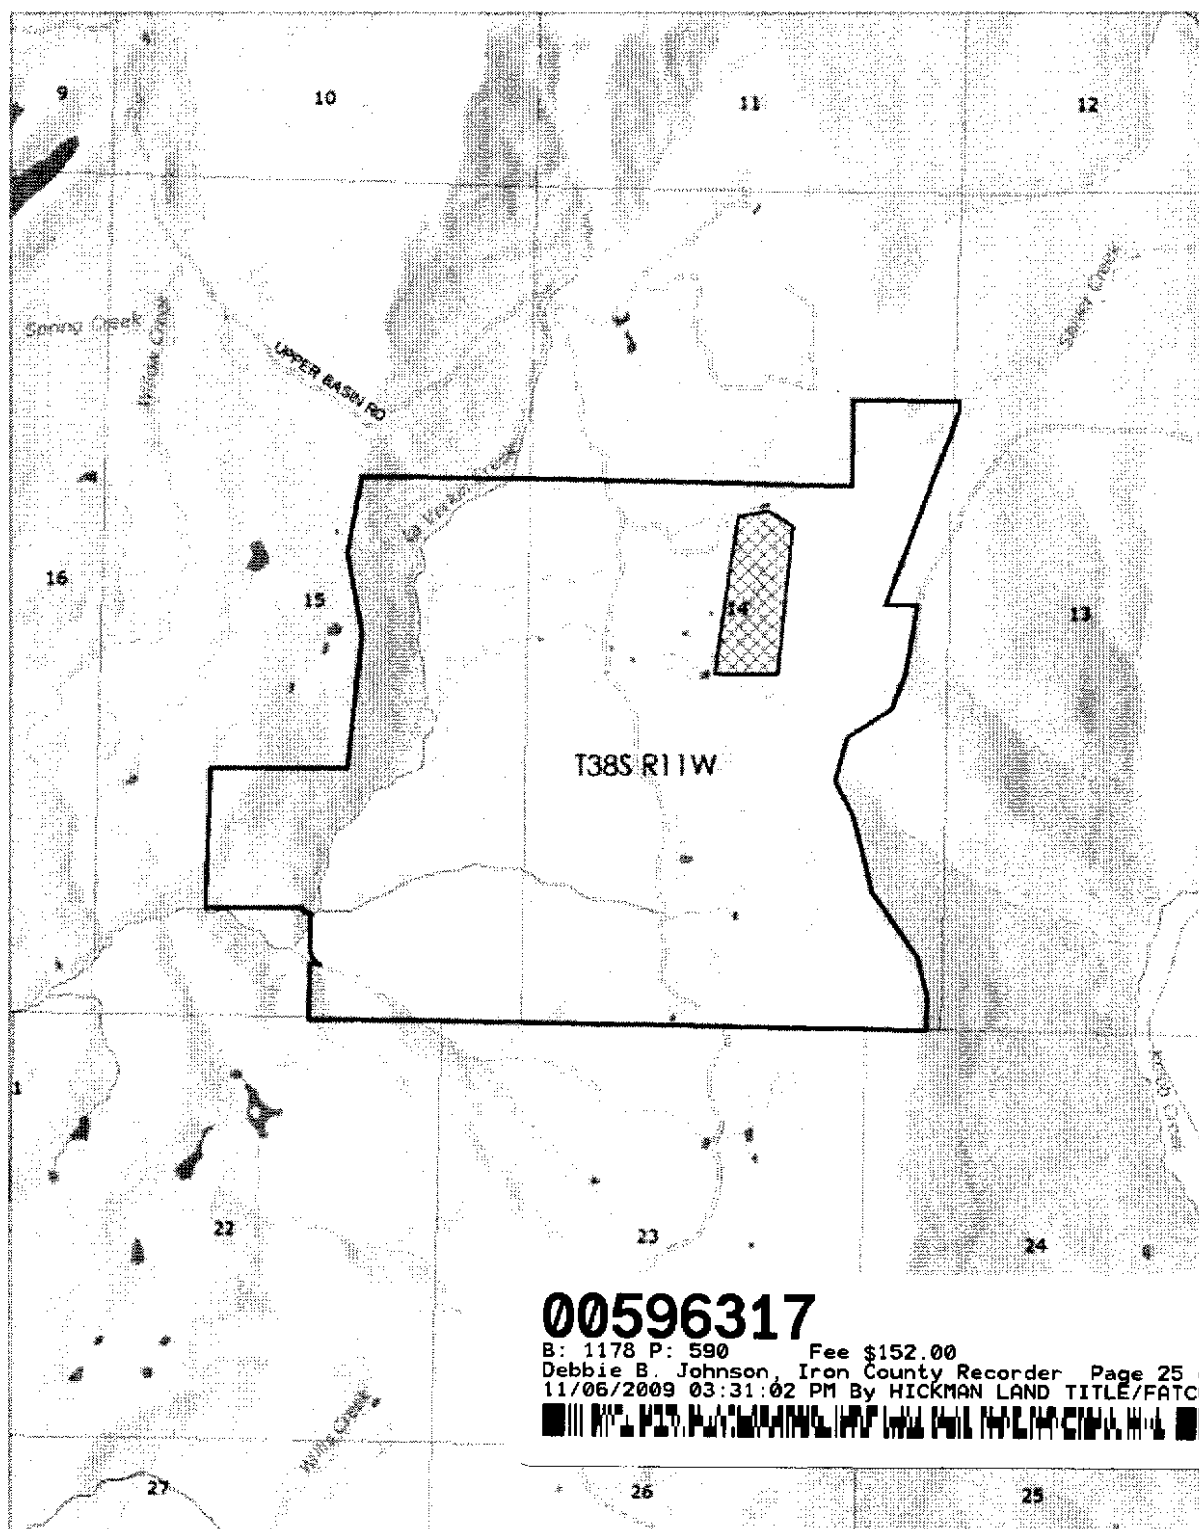 9
10
11
12
Spring Creek
UPPER BASIN RD
16
15
14
13
T38S R11W
1
22
23
24
00596317
B: 1178 P: 590 Fee $152.00
Debbie B. Johnson, Iron County Recorder Page 25
11/06/2009 03:31:02 PM By HICKMAN LAND TITLE/FATC
27
26
25